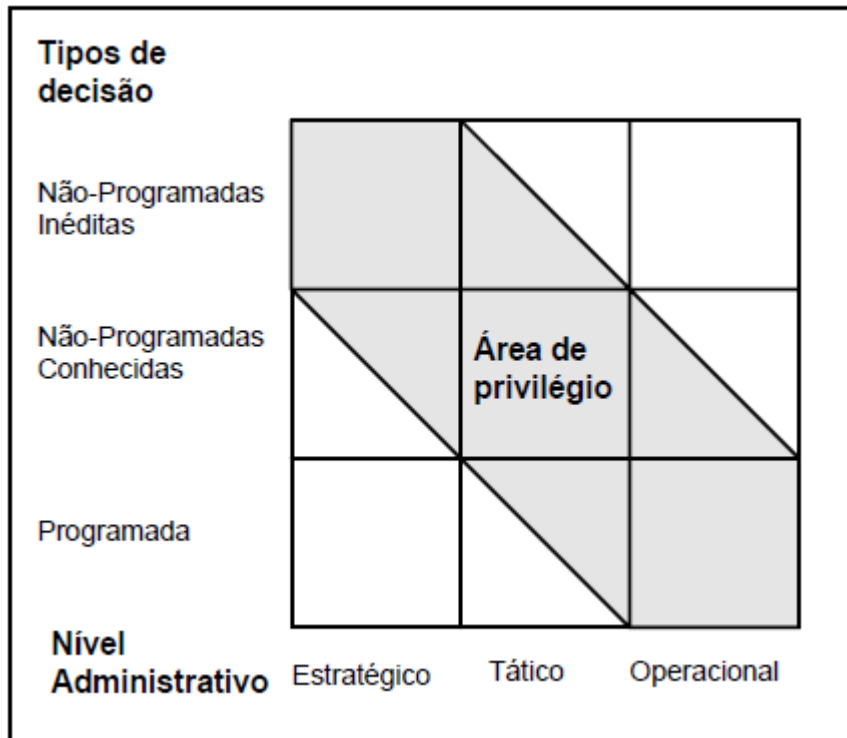 Tipos de
decisão
Não-Programadas
Inéditas
Não-Programadas
Conhecidas
Área de
privilégio
Programada
Nível
Administrativo
Estratégico
Tático
Operacional